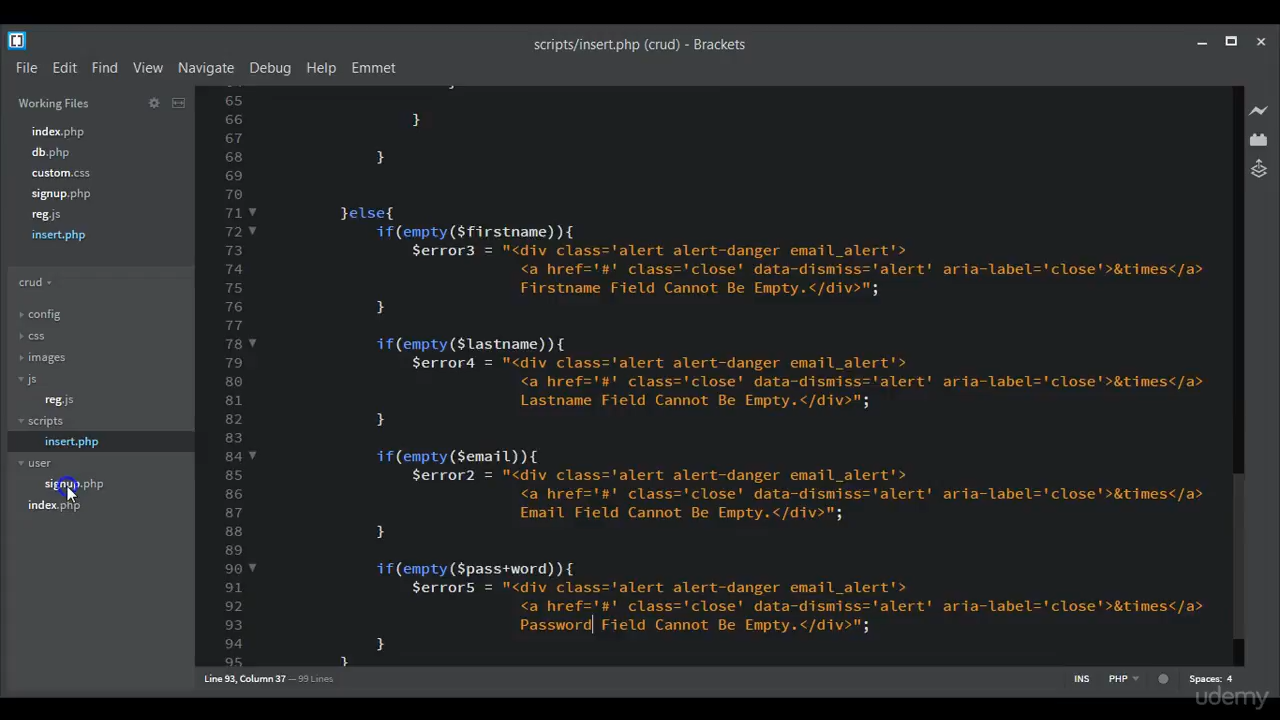 scripts/insert.php (crud) - Brackets
File Edit Find View Navigate Debug Help Emmet
Working Files
index.php
db.php
custom.css
signup.php
reg.js
insert.php
crud
config
css
images
js
reg.js
scripts
insert.php
user
signup.php
index.php
65
66 }
67
68 }
69
70
71 }else{
72 if(empty($firstname)){
73 $error3 = "<div class='alert alert-danger email_alert'>
74 <a href='#' class='close' data-dismiss='alert' aria-label='close'>&times</a>
75 Firstname Field Cannot Be Empty.</div>";
76 }
77
78 if(empty($lastname)){
79 $error4 = "<div class='alert alert-danger email_alert'>
80 <a href='#' class='close' data-dismiss='alert' aria-label='close'>&times</a>
81 Lastname Field Cannot Be Empty.</div>";
82 }
83
84 if(empty($email)){
85 $error2 = "<div class='alert alert-danger email_alert'>
86 <a href='#' class='close' data-dismiss='alert' aria-label='close'>&times</a>
87 Email Field Cannot Be Empty.</div>";
88 }
89
90 if(empty($pass+word)){
91 $error5 = "<div class='alert alert-danger email_alert'>
92 <a href='#' class='close' data-dismiss='alert' aria-label='close'>&times</a>
93 Password Field Cannot Be Empty.</div>";
94 }
95 }
Line 93, Column 37 — 99 Lines
INS PHP Spaces: 4
udemy